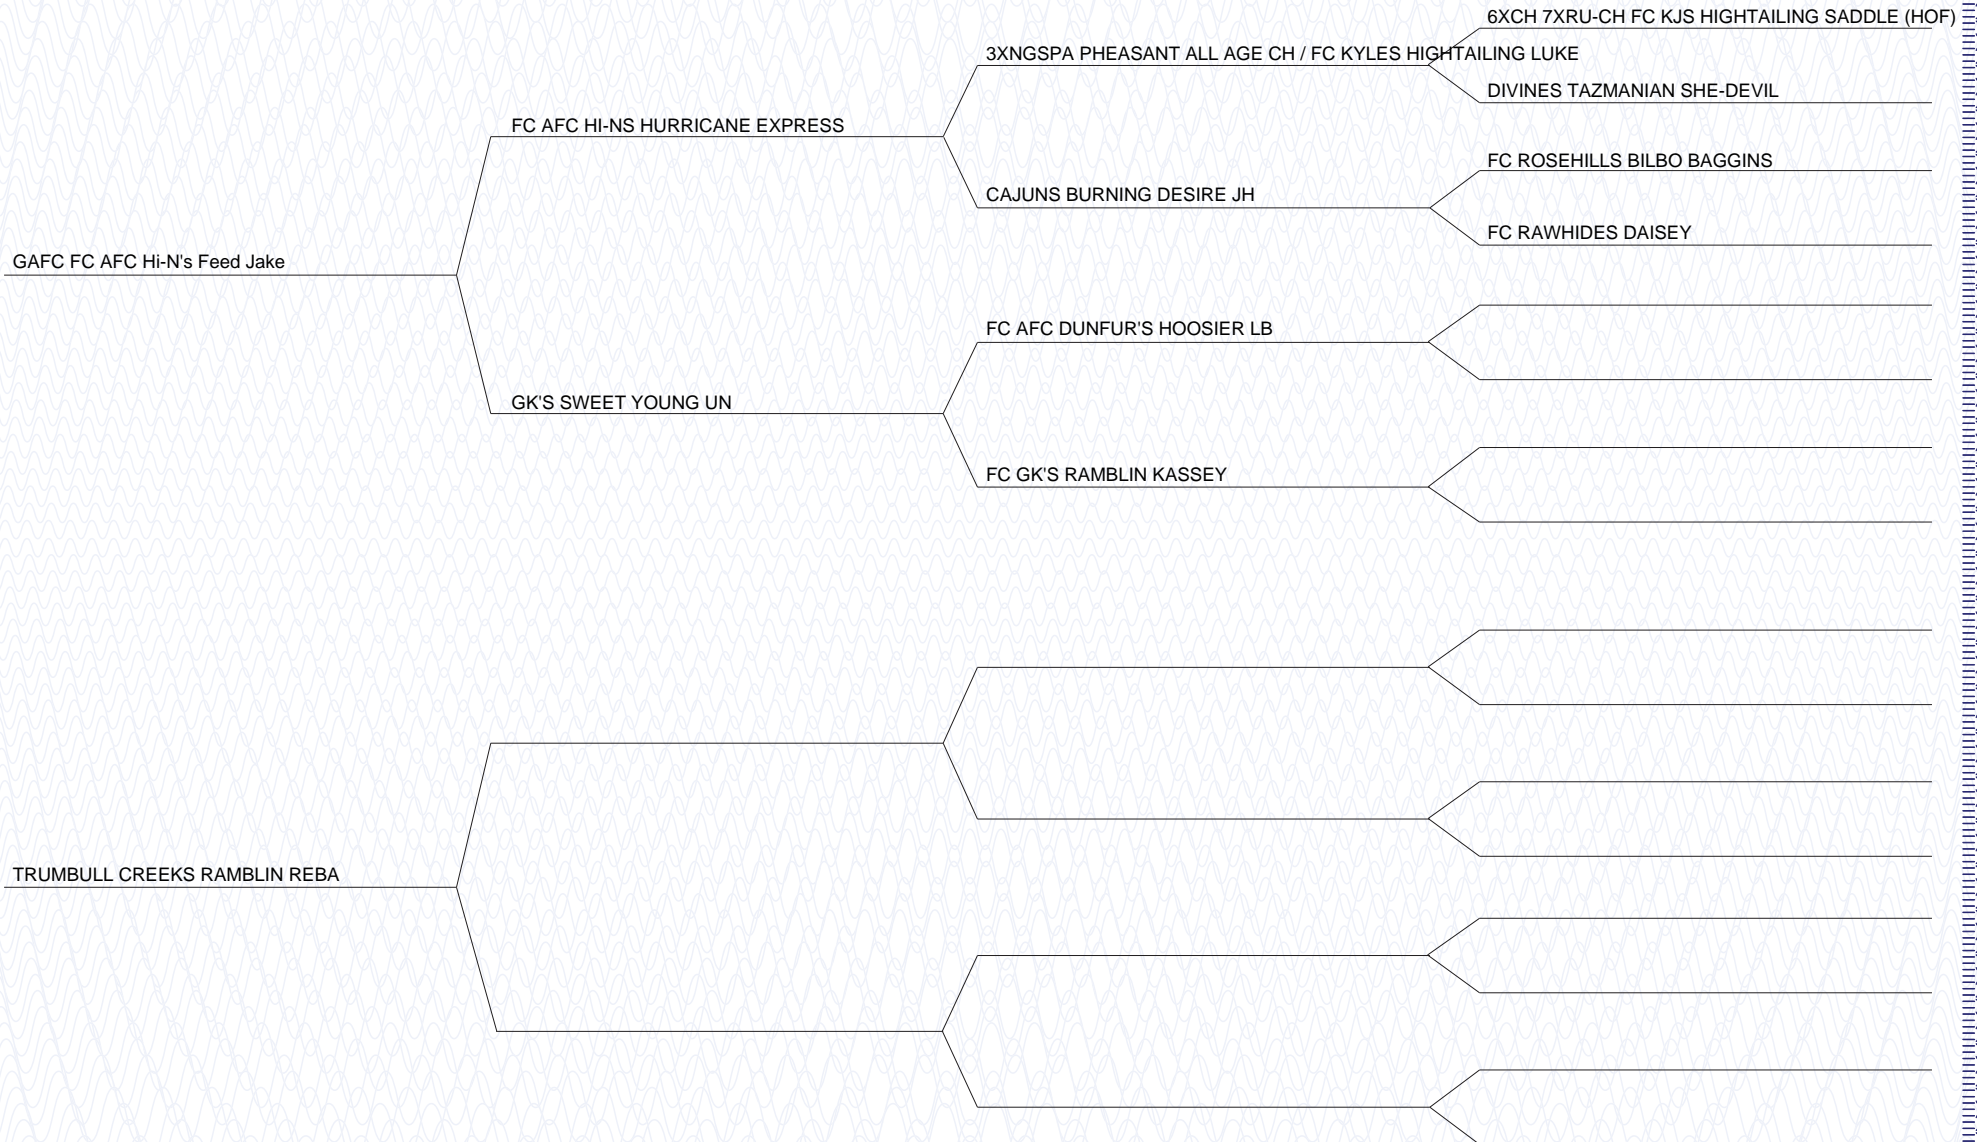 6XCH 7XRU-CH FC KJS HIGHTAILING SADDLE (HOF)
3XNGSPA PHEASANT ALL AGE CH / FC KYLES HIGHTAILING LUKE
DIVINES TAZMANIAN SHE-DEVIL
FC AFC HI-NS HURRICANE EXPRESS
FC ROSEHILLS BILBO BAGGINS
CAJUNS BURNING DESIRE JH
FC RAWHIDES DAISEY
GAFC FC AFC Hi-N's Feed Jake
FC AFC DUNFUR'S HOOSIER LB
GK'S SWEET YOUNG UN
FC GK'S RAMBLIN KASSEY
TRUMBULL CREEKS RAMBLIN REBA